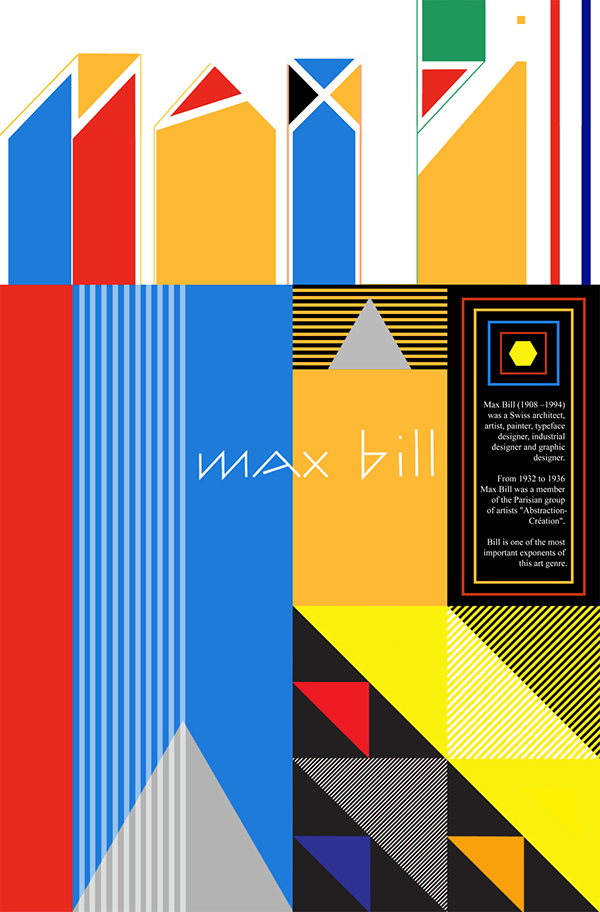 max bill
Max Bill (1908 –1994)
was a Swiss architect,
artist, painter, typeface
designer, industrial
designer and graphic
designer.
From 1932 to 1936
Max Bill was a member
of the Parisian group
of artists "Abstraction-
Création".
Bill is one of the most
important exponents of
this art genre.